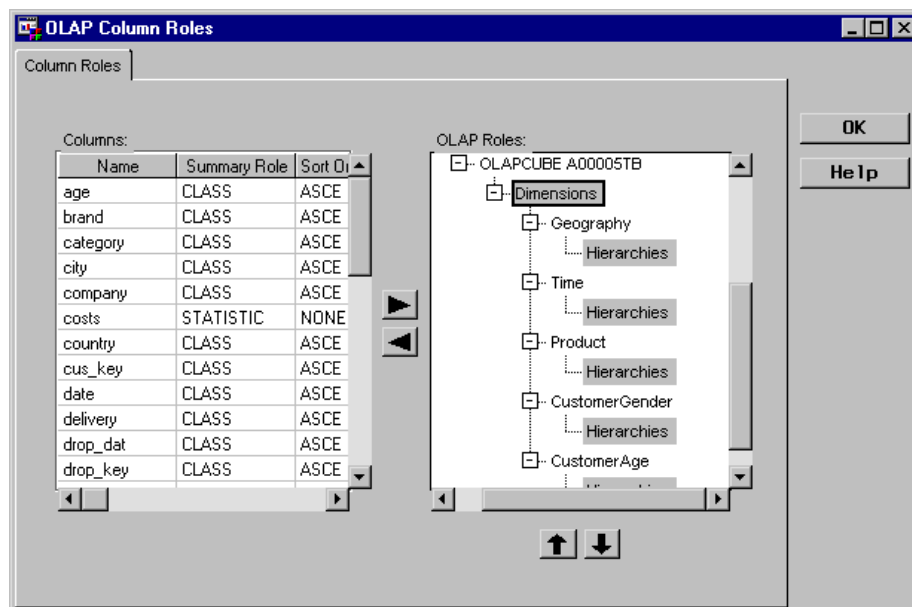 OLAP Column Roles
Column Roles
Columns:
Name Summary Role Sort Or
age CLASS ASCE
brand CLASS ASCE
category CLASS ASCE
city CLASS ASCE
company CLASS ASCE
costs STATISTIC NONE
country CLASS ASCE
cus_key CLASS ASCE
date CLASS ASCE
delivery CLASS ASCE
drop_dat CLASS ASCE
drop_key CLASS ASCE
OLAP Roles:
OLAPCUBE A00005TB
Dimensions
Geography
Hierarchies
Time
Hierarchies
Product
Hierarchies
CustomerGender
Hierarchies
CustomerAge
OK
Help